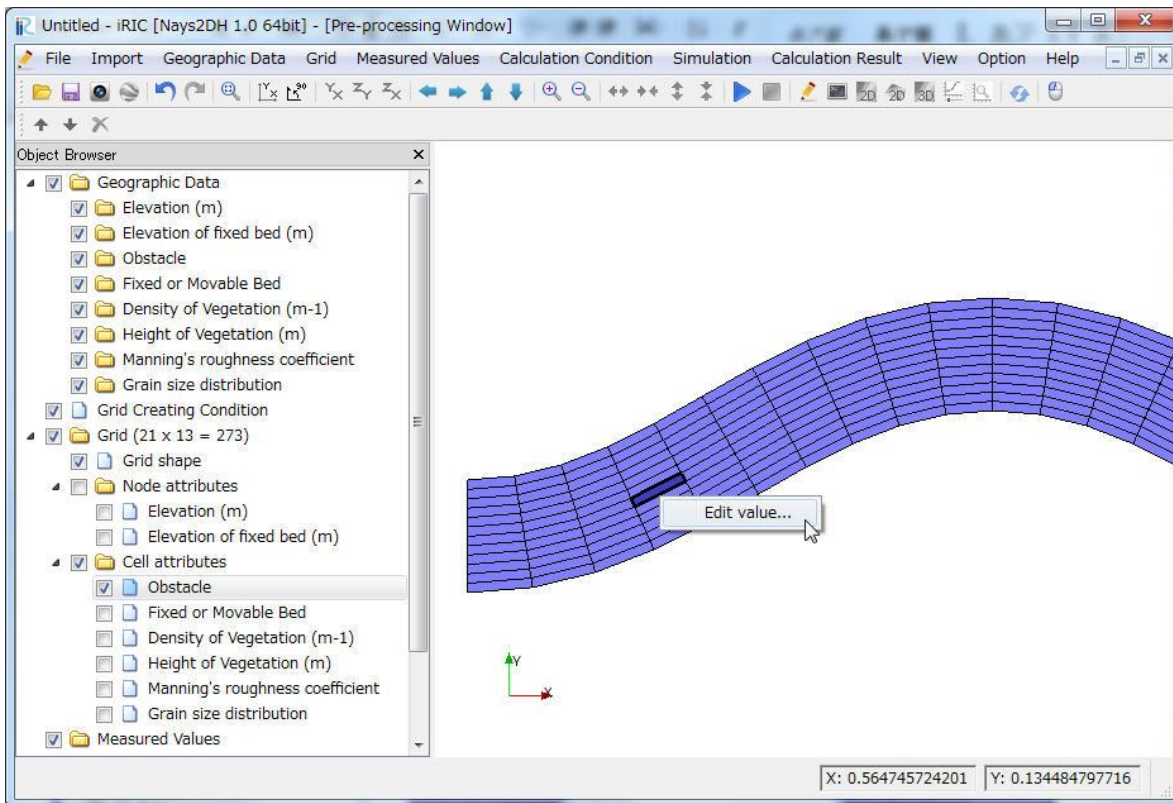 Untitled - iRIC [Nays2DH 1.0 64bit] - [Pre-processing Window]
File Import Geographic Data Grid Measured Values Calculation Condition Simulation Calculation Result View Option Help
Object Browser
Geographic Data
Elevation (m)
Elevation of fixed bed (m)
Obstacle
Fixed or Movable Bed
Density of Vegetation (m-1)
Height of Vegetation (m)
Manning's roughness coefficient
Grain size distribution
Grid Creating Condition
Grid (21 x 13 = 273)
Grid shape
Node attributes
Elevation (m)
Elevation of fixed bed (m)
Cell attributes
Obstacle
Fixed or Movable Bed
Density of Vegetation (m-1)
Height of Vegetation (m)
Manning's roughness coefficient
Grain size distribution
Measured Values
Edit value...
Y
X
X: 0.564745724201 Y: 0.134484797716